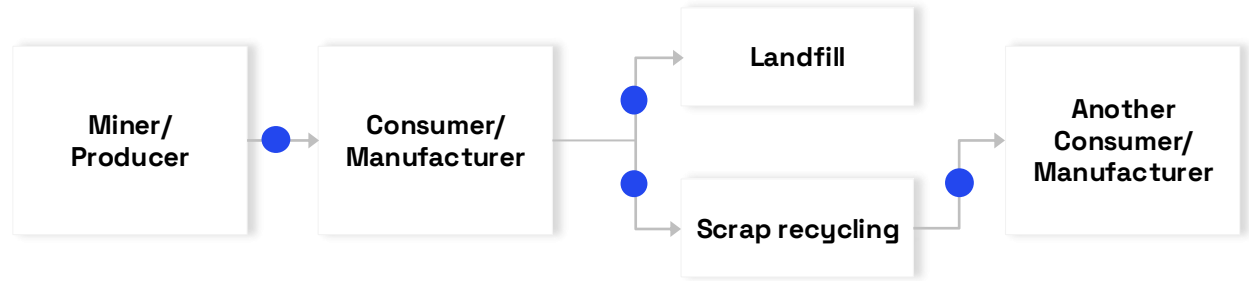 Miner/
Producer
Consumer/
Manufacturer
Landfill
Scrap recycling
Another
Consumer/
Manufacturer